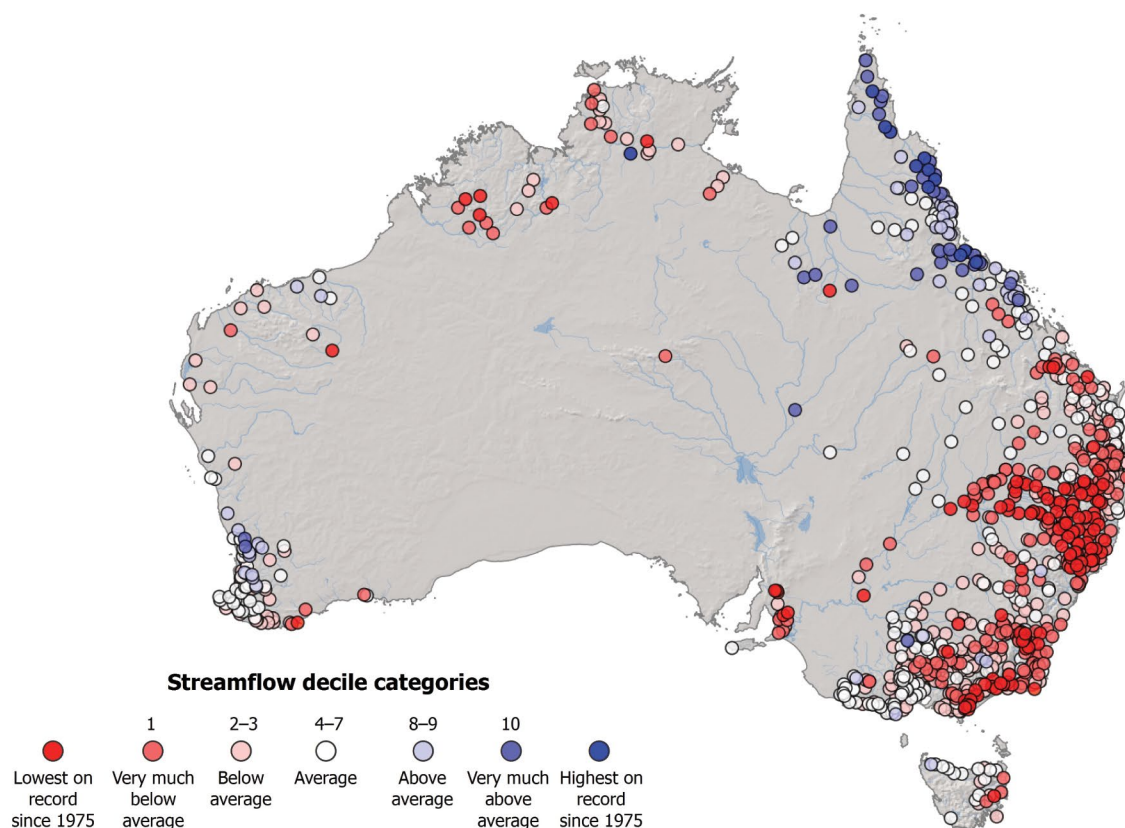 Streamflow decile categories
1 2–3 4–7 8–9 10
Lowest on record since 1975
Very much below average
Below average
Average
Above average
Very much above average
Highest on record since 1975